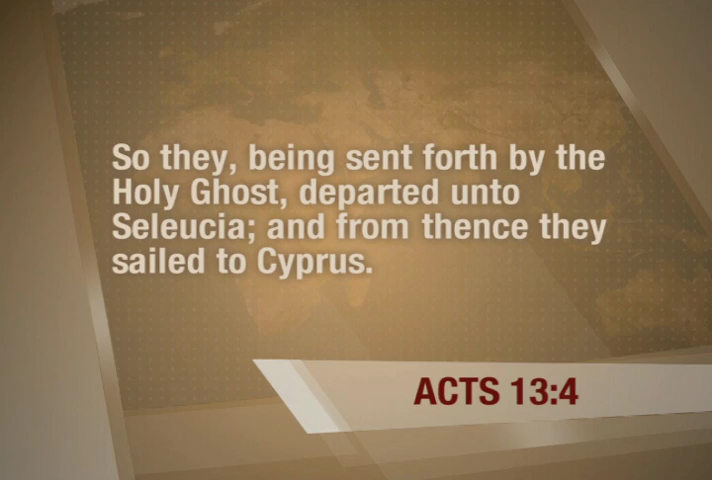 So they, being sent forth by the
Holy Ghost, departed unto
Seleucia; and from thence they
sailed to Cyprus.
ACTS 13:4